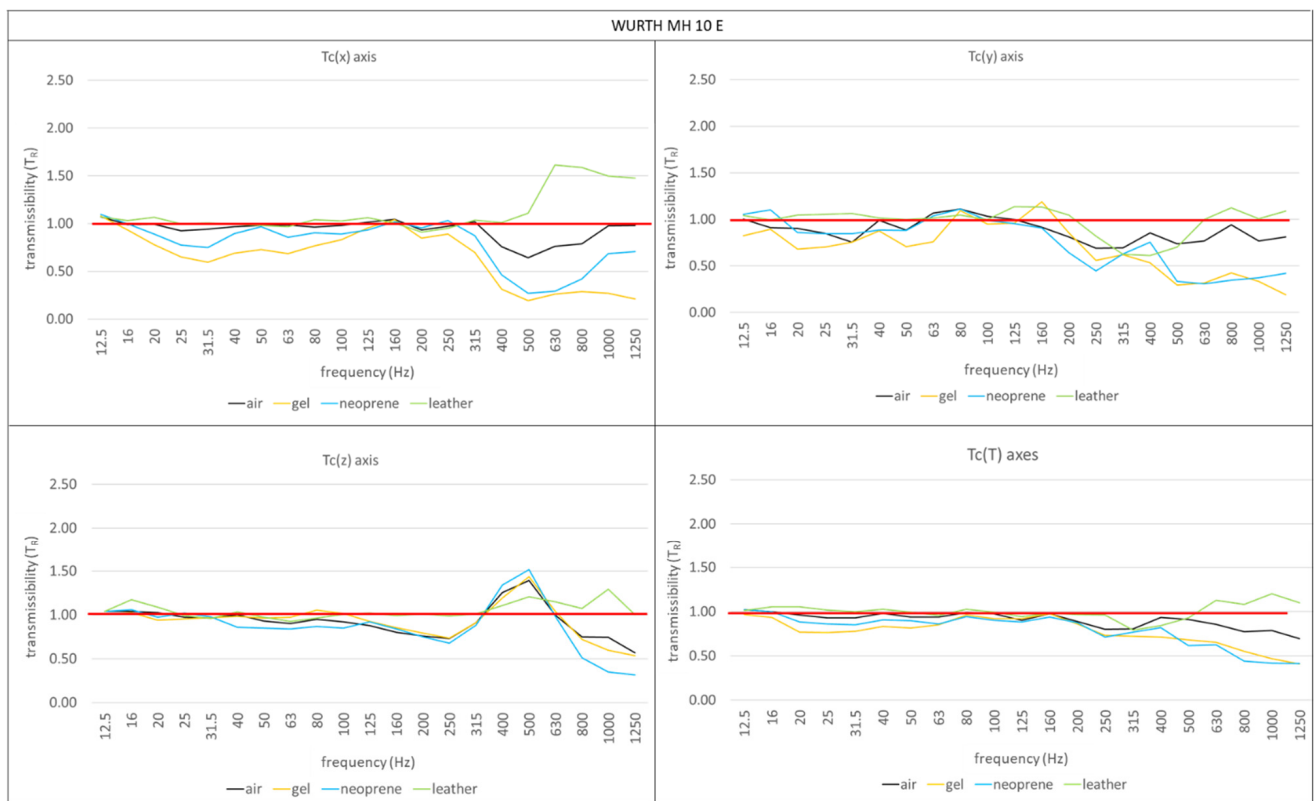 WURTH MH 10 E
Tc(x) axis
transmissibility (TR)
2.50
2.00
1.50
1.00
0.50
0.00
12.5 16 20 25 31.5 40 50 63 80 100 125 160 200 250 315 400 500 630 800 1000 1250
frequency (Hz)
air gel neoprene leather
Tc(y) axis
transmissibility (TR)
2.50
2.00
1.50
1.00
0.50
0.00
12.5 16 20 25 31.5 40 50 63 80 100 125 160 200 250 315 400 500 630 800 1000 1250
frequency (Hz)
air gel neoprene leather
Tc(z) axis
transmissibility (TR)
2.50
2.00
1.50
1.00
0.50
0.00
12.5 16 20 25 31.5 40 50 63 80 100 125 160 200 250 315 400 500 630 800 1000 1250
frequency (Hz)
air gel neoprene leather
Tc(T) axes
transmissibility (TR)
2.50
2.00
1.50
1.00
0.50
0.00
12.5 16 20 25 31.5 40 50 63 80 100 125 160 200 250 315 400 500 630 800 1000 1250
frequency (Hz)
air gel neoprene leather